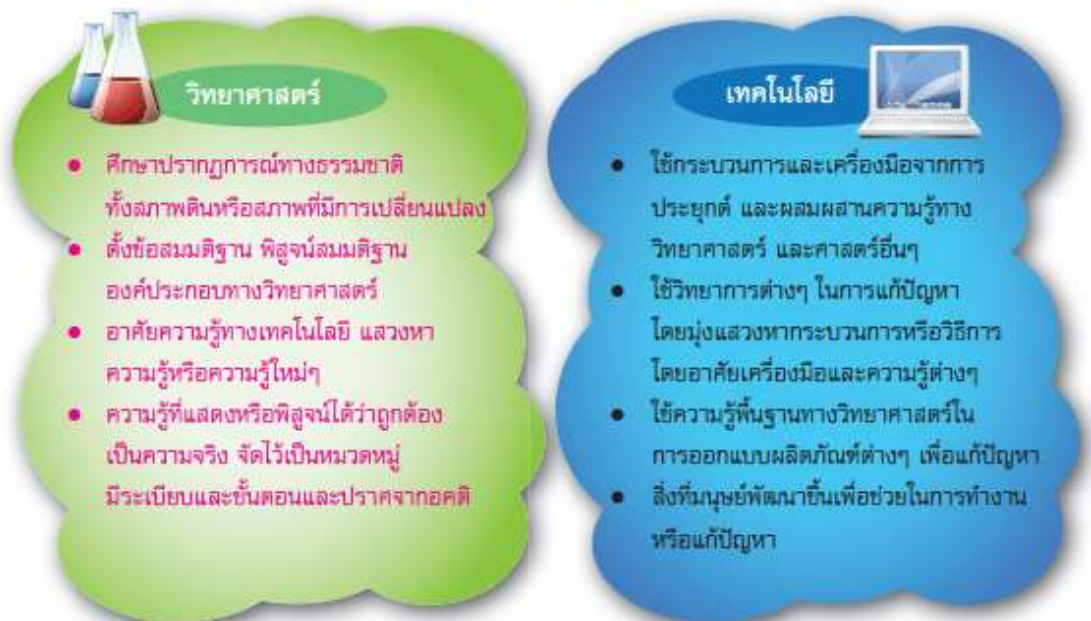 วิทยาศาสตร์
• ศึกษาปรากฏการณ์ทางธรรมชาติ
ทั้งสภาพดินหรือสภาพที่มีการเปลี่ยนแปลง
• ตั้งข้อสมมติฐาน พิสูจน์สมมติฐาน
องค์ประกอบทางวิทยาศาสตร์
• อาศัยความรู้ทางเทคโนโลยี แสวงหา
ความรู้หรือความรู้ใหม่ๆ
• ความรู้ที่แสดงหรือพิสูจน์ได้ว่าถูกต้อง
เป็นความจริง จัดไว้เป็นหมวดหมู่
มีระเบียบและขั้นตอนและปราศจากอคติ
เทคโนโลยี
• ใช้กระบวนการและเครื่องมือจากการ
ประยุกต์ และผสมผสานความรู้ทาง
วิทยาศาสตร์ และศาสตร์อื่นๆ
• ใช้วิทยาการต่างๆ ในการแก้ปัญหา
โดยมุ่งแสวงหากระบวนการหรือวิธีการ
โดยอาศัยเครื่องมือและความรู้ต่างๆ
• ใช้ความรู้พื้นฐานทางวิทยาศาสตร์ใน
การออกแบบผลิตภัณฑ์ต่างๆ เพื่อแก้ปัญหา
• สิ่งที่มนุษย์พัฒนาขึ้นเพื่อช่วยในการทำงาน
หรือแก้ปัญหา